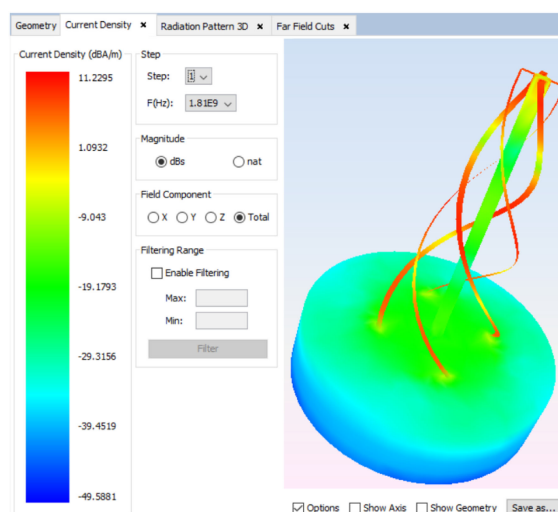 Geometry Current Density × Radiation Pattern 3D × Far Field Cuts ×
Current Density (dBA/m)
11.2295
1.0932
-9.043
-19.1793
-29.3156
-39.4519
-49.5881
Step
Step: 1
F(Hz): 1.81E9
Magnitude
dBs nat
Field Component
X Y Z Total
Filtering Range
Enable Filtering
Max:
Min:
Filter
Options Show Axis Show Geometry Save as...